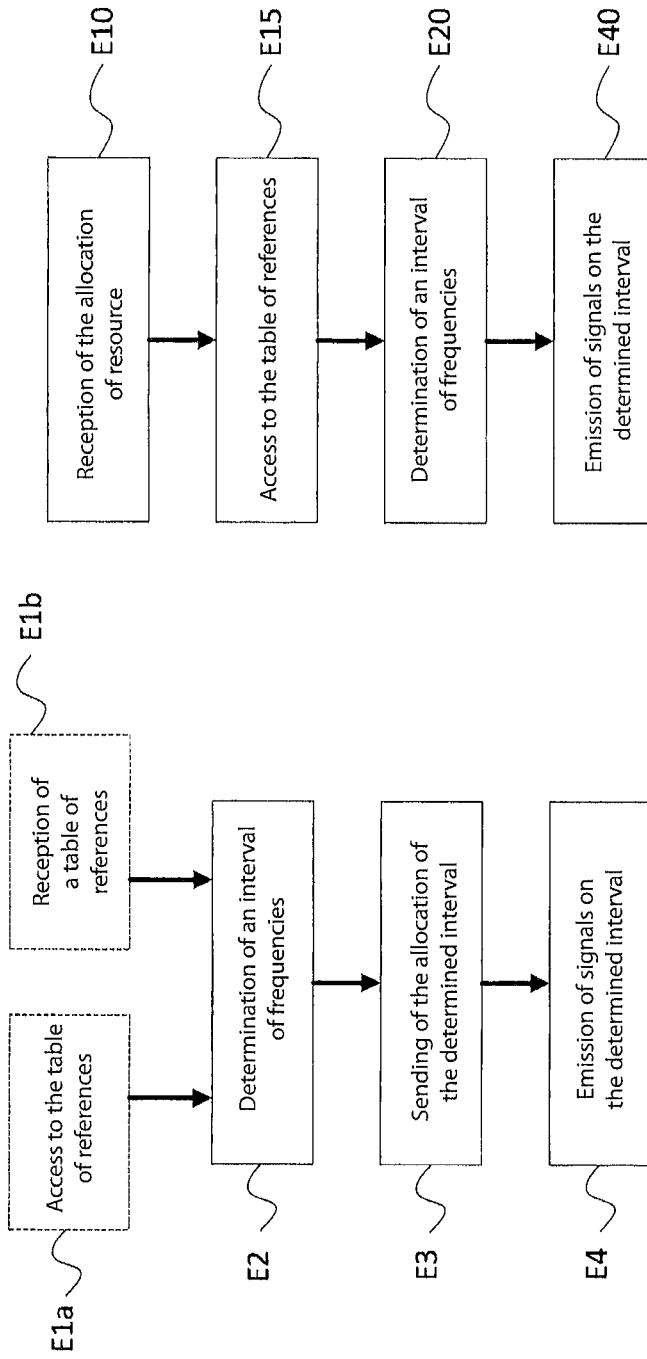 E1a
Access to the table
of references
E1b
Reception of
a table of
references
E2
Determination of an interval
of frequencies
E3
Sending of the allocation of
the determined interval
E4
Emission of signals on
the determined interval
E10
Reception of the allocation
of resource
E15
Access to the table of references
E20
Determination of an interval
of frequencies
E40
Emission of signals on the
determined interval